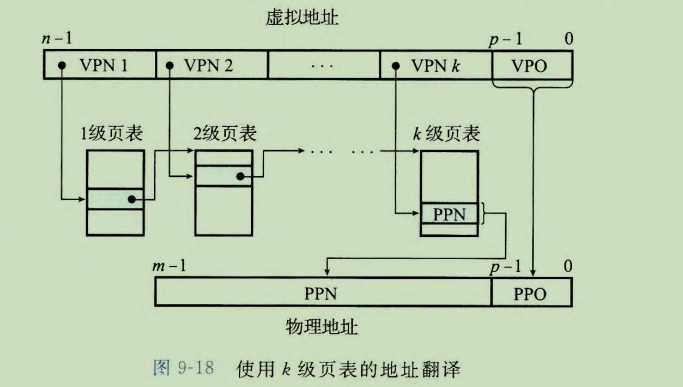 虚拟地址
n-1 p-1 0
VPN 1 VPN 2 ... VPN k VPO
1级页表 2级页表 k 级页表
... ...
PPN
m-1 p-1 0
PPN PPO
物理地址
图 9-18 使用 k 级页表的地址翻译